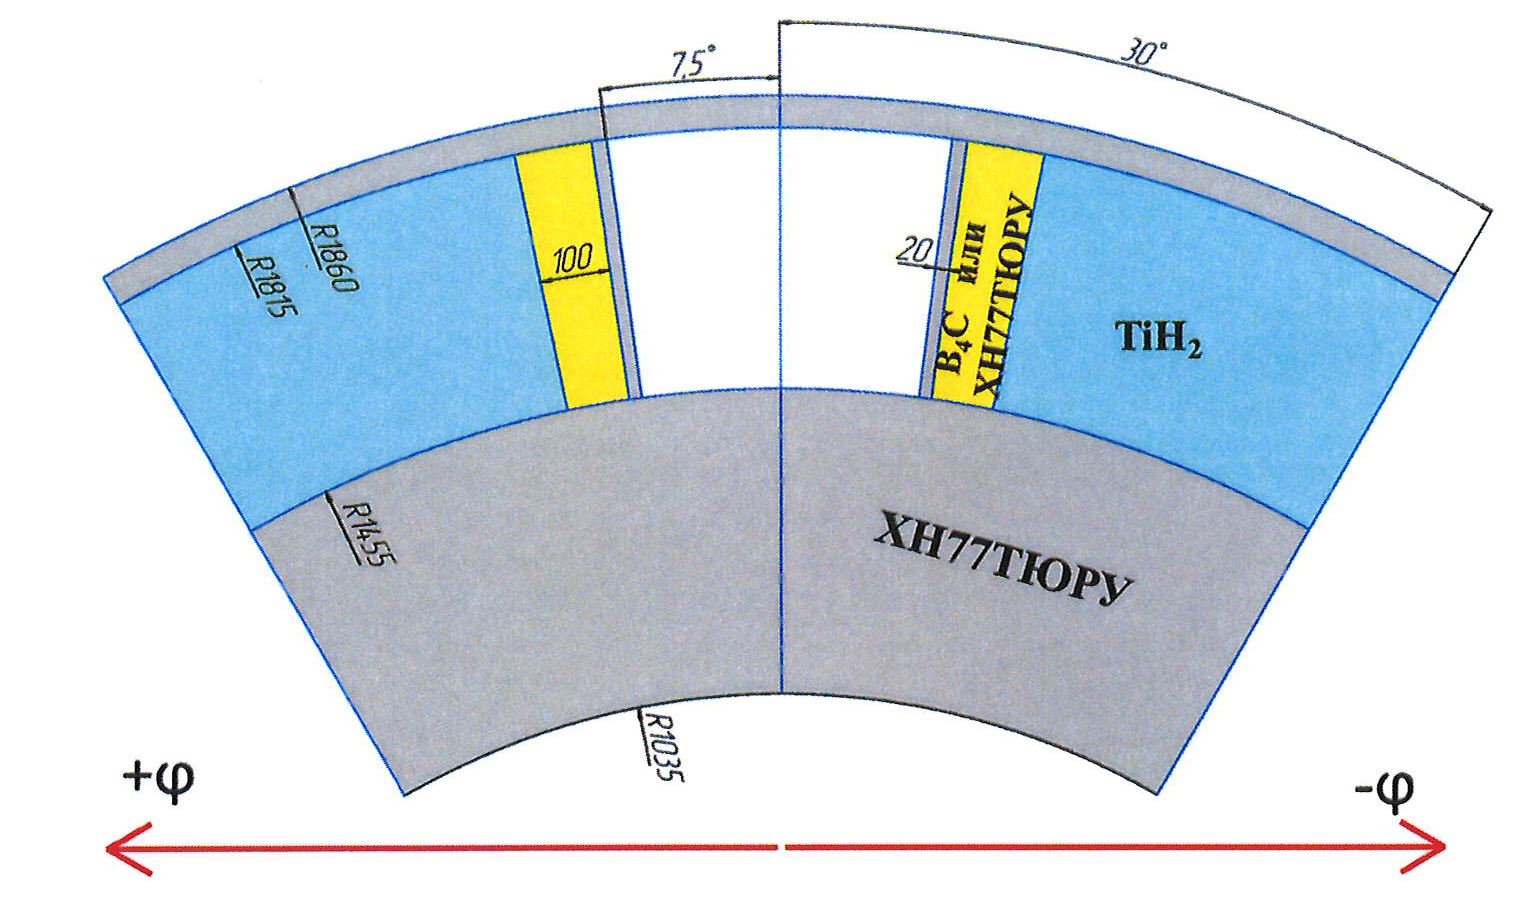 7,5°
30°
R1860
R1815
100
20
B₄C или
ХН77ТЮРУ
TiH₂
R1455
ХН77ТЮРУ
R1035
+φ
-φ